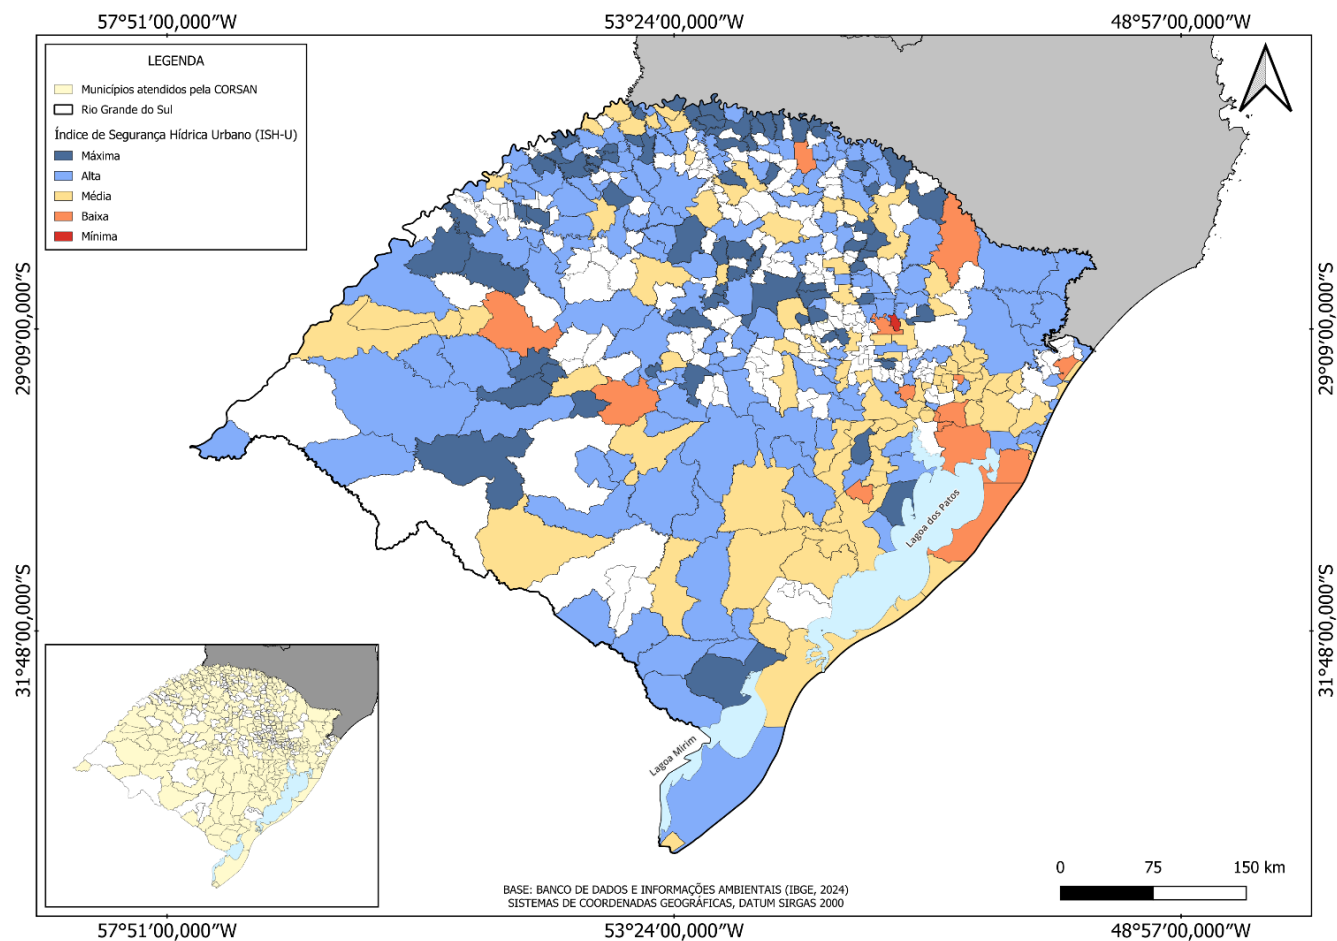 57°51'00,000"W
53°24'00,000"W
48°57'00,000"W
LEGENDA
Municípios atendidos pela CORSAN
Rio Grande do Sul
Índice de Segurança Hídrica Urbano (ISH-U)
Máxima
Alta
Média
Baixa
Mínima
29°09'00,000"S
29°09'00,000"S
Lagoa dos Patos
31°48'00,000"S
31°48'00,000"S
Lagoa Mirim
0 75 150 km
BASE: BANCO DE DADOS E INFORMAÇÕES AMBIENTAIS (IBGE, 2024)
SISTEMAS DE COORDENADAS GEOGRÁFICAS, DATUM SIRGAS 2000
57°51'00,000"W
53°24'00,000"W
48°57'00,000"W